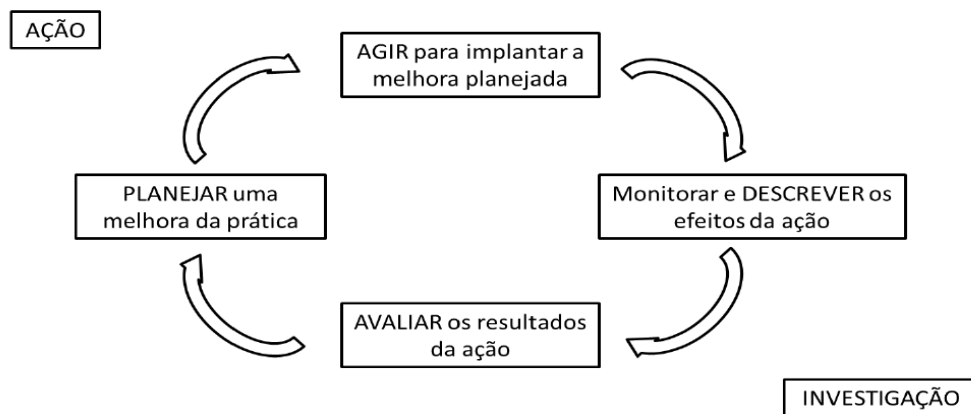 AÇÃO
AGIR para implantar a
melhora planejada
PLANEJAR uma
melhora da prática
Monitorar e DESCREVER os
efeitos da ação
AVALIAR os resultados
da ação
INVESTIGAÇÃO